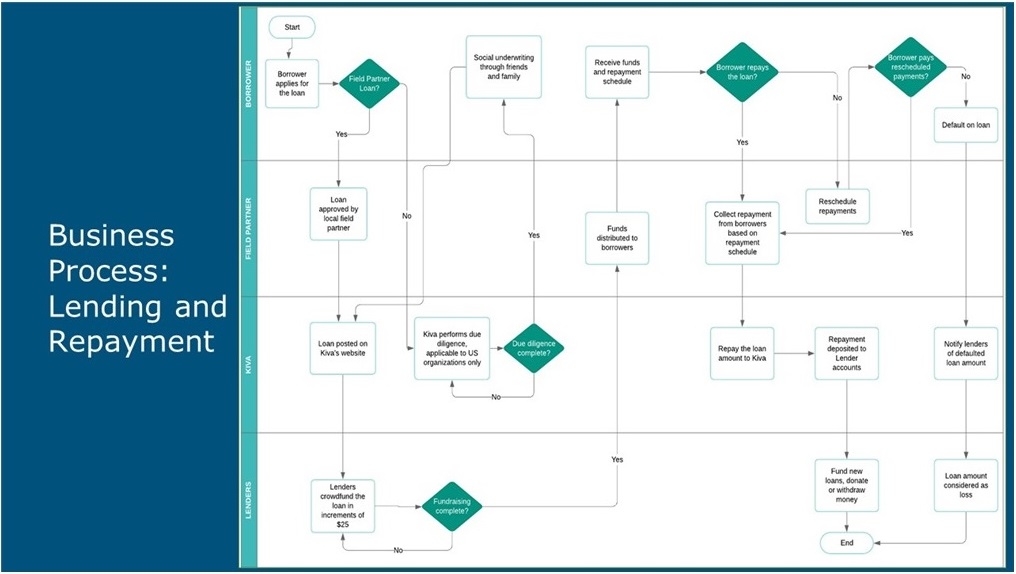 Business
Process:
Lending and
Repayment
BORROWER
Start
Borrower
applies for
the loan
Field Partner
Loan?
Yes
No
Social underwriting
through friends
and family
Receive funds
and repayment
schedule
Borrower repays
the loan?
Yes
No
Borrower pays
rescheduled
payments?
No
Yes
Default on loan
FIELD PARTNER
Loan
approved by
local field
partner
Yes
Funds
distributed to
borrowers
Collect repayment
from borrowers
based on
repayment
schedule
Reschedule
repayments
KIVA
Loan posted on
Kiva's website
Kiva performs due
diligence,
applicable to US
organizations only
Due diligence
complete?
No
Repay the loan
amount to Kiva
Repayment
deposited to
Lender
accounts
Notify lenders
of defaulted
loan amount
LENDERS
Lenders
crowdfund the
loan in
increments of
$25
Fundraising
complete?
No
Yes
Fund new
loans, donate
or withdraw
money
Loan amount
considered as
loss
End